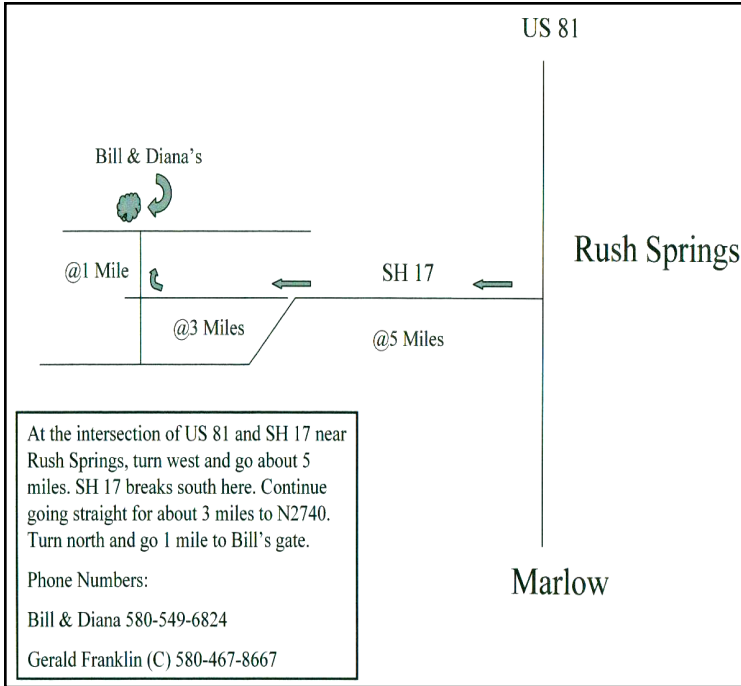 US 81
Bill & Diana's
Rush Springs
@1 Mile
SH 17
@3 Miles
@5 Miles
At the intersection of US 81 and SH 17 near
Rush Springs, turn west and go about 5
miles. SH 17 breaks south here. Continue
going straight for about 3 miles to N2740.
Turn north and go 1 mile to Bill's gate.
Phone Numbers:
Bill & Diana 580-549-6824
Gerald Franklin (C) 580-467-8667
Marlow